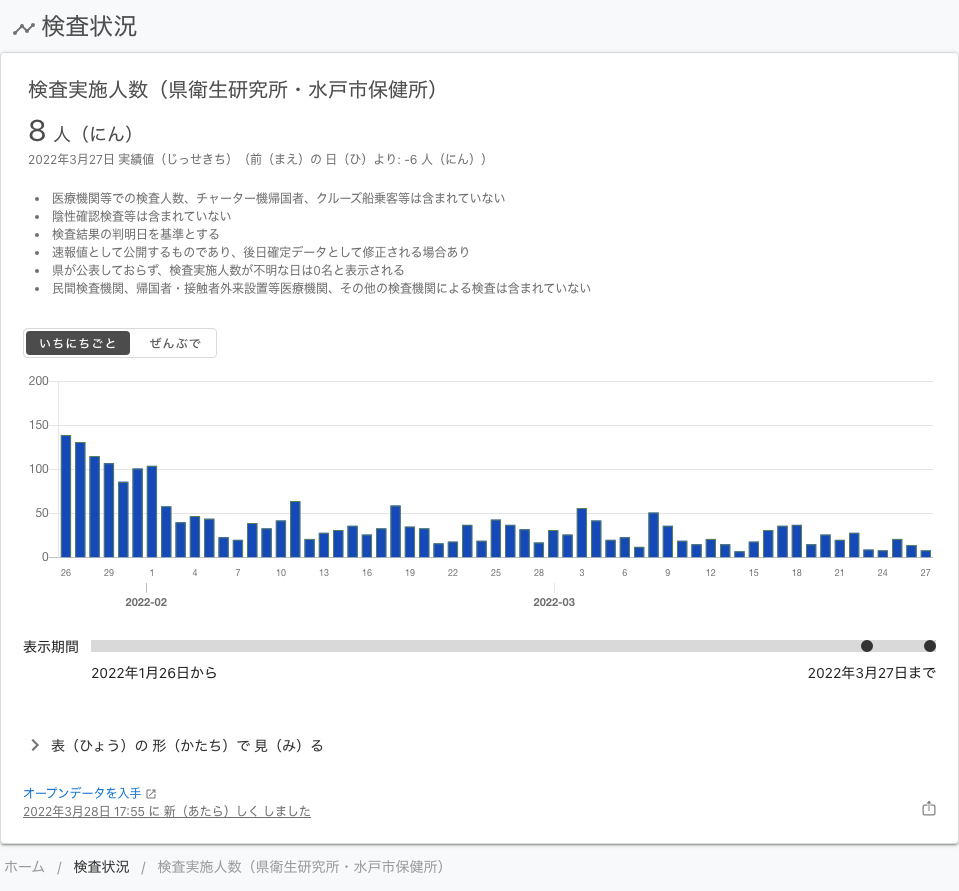 検査状況
検査実施人数（県衛生研究所・水戸市保健所）
8 人（にん）
2022年3月27日 実績値（じっせきち）（前（まえ）の 日（ひ）より: -6 人（にん））
医療機関等での検査人数、チャーター機帰国者、クルーズ船乗客等は含まれていない
陰性確認検査等は含まれていない
検査結果の判明日を基準とする
速報値として公開するものであり、後日確定データとして修正される場合あり
県が公表しておらず、検査実施人数が不明な日は0名と表示される
民間検査機関、帰国者・接触者外来設置等医療機関、その他の検査機関による検査は含まれていない
いちにちごと ぜんぶで
200
150
100
50
0
26 29 1 4 7 10 13 16 19 22 25 28 3 6 9 12 15 18 21 24 27
2022-02 2022-03
表示期間
2022年1月26日から 2022年3月27日まで
表（ひょう）の 形（かたち）で 見（み）る
オープンデータを入手
2022年3月28日 17:55 に 新（あたら）しく しました
ホーム / 検査状況 / 検査実施人数（県衛生研究所・水戸市保健所）